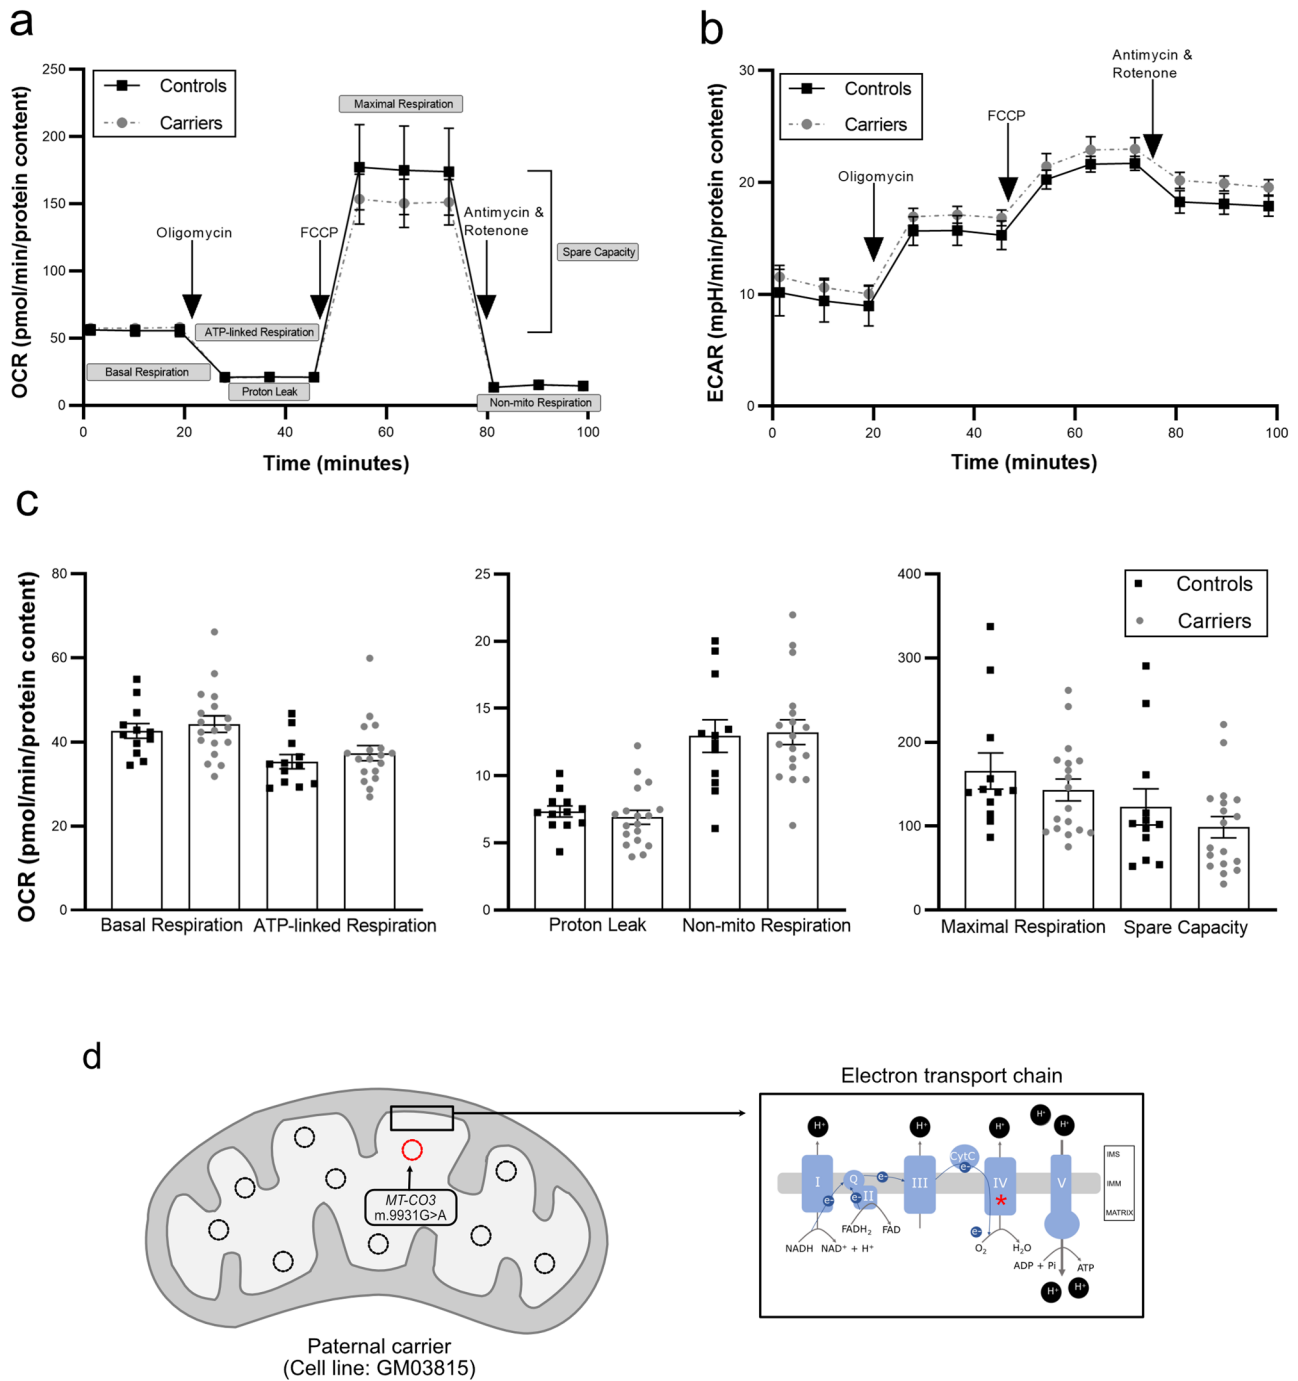 a
OCR (pmol/min/protein content)
250
200
150
100
50
0
Controls
Carriers
Maximal Respiration
Oligomycin
FCCP
Antimycin &
Rotenone
Spare Capacity
ATP-linked Respiration
Basal Respiration
Proton Leak
Non-mito Respiration
0 20 40 60 80 100
Time (minutes)
b
ECAR (mpH/min/protein content)
30
20
10
0
Controls
Carriers
Antimycin &
Rotenone
FCCP
Oligomycin
0 20 40 60 80 100
Time (minutes)
c
OCR (pmol/min/protein content)
80
60
40
20
0
Basal Respiration ATP-linked Respiration
25
20
15
10
5
0
Proton Leak Non-mito Respiration
400
300
200
100
0
Controls
Carriers
Maximal Respiration Spare Capacity
d
MT-CO3
m.9931G>A
Paternal carrier
(Cell line: GM03815)
Electron transport chain
H+ H+ H+ H+ H+
CytC
e-
I Q II III IV V
*
e- e- e-
IMS
IMM
MATRIX
FADH2 FAD
e-
NADH NAD+ + H+
O2 H2O
ADP + Pi ATP
H+ H+